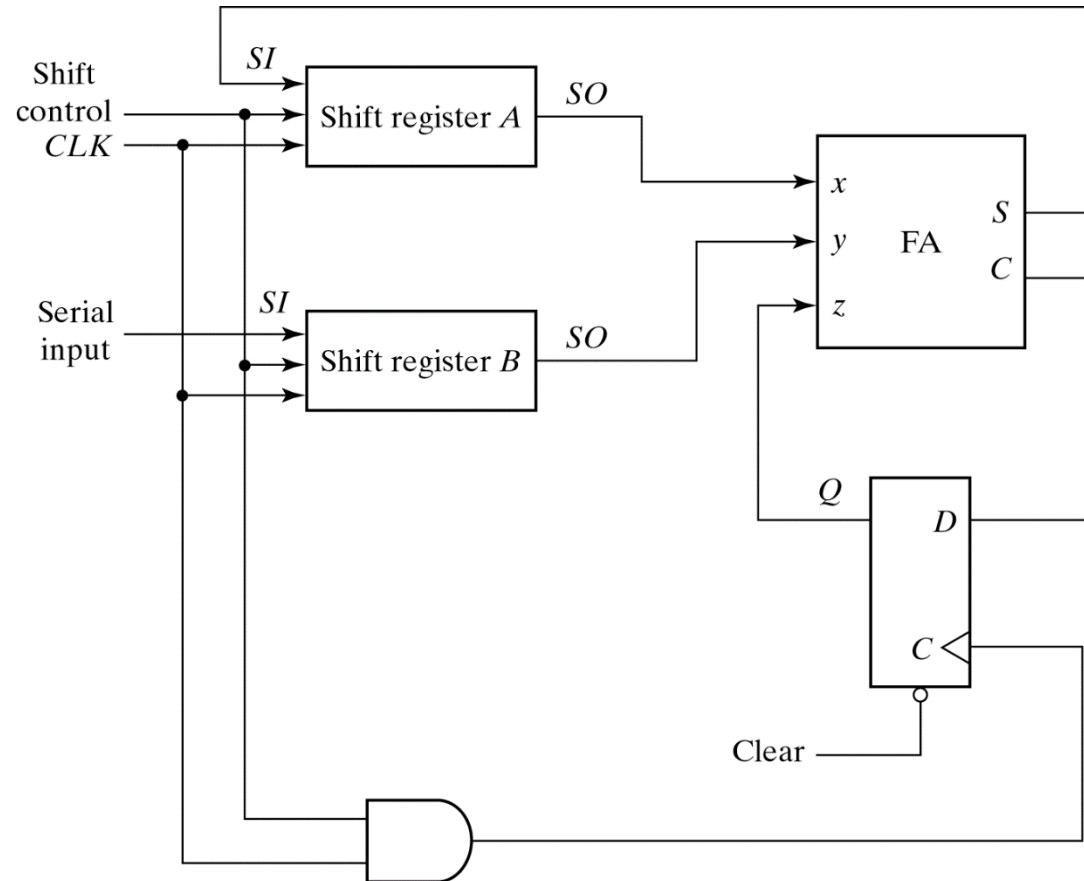 SI
Shift
control
CLK
Shift register A
SO
x
y
z
S
C
FA
Serial
input
SI
Shift register B
SO
Q
D
C
Clear